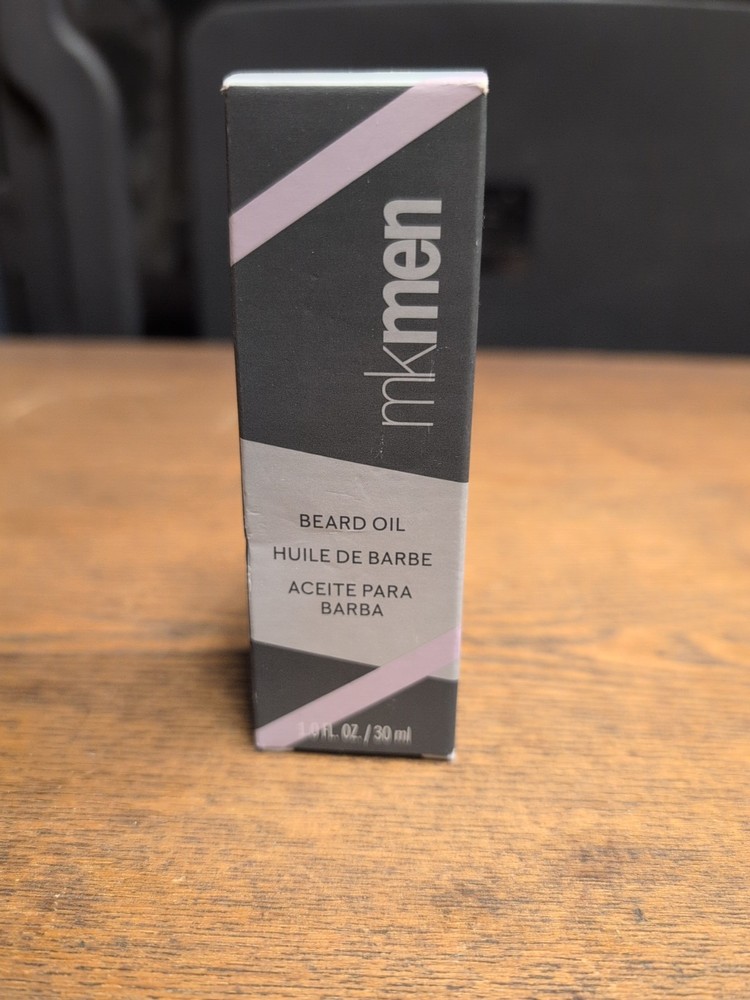 mkmen
BEARD OIL
HUILE DE BARBE
ACEITE PARA
BARBA
1.0 FL. OZ. / 30 ml